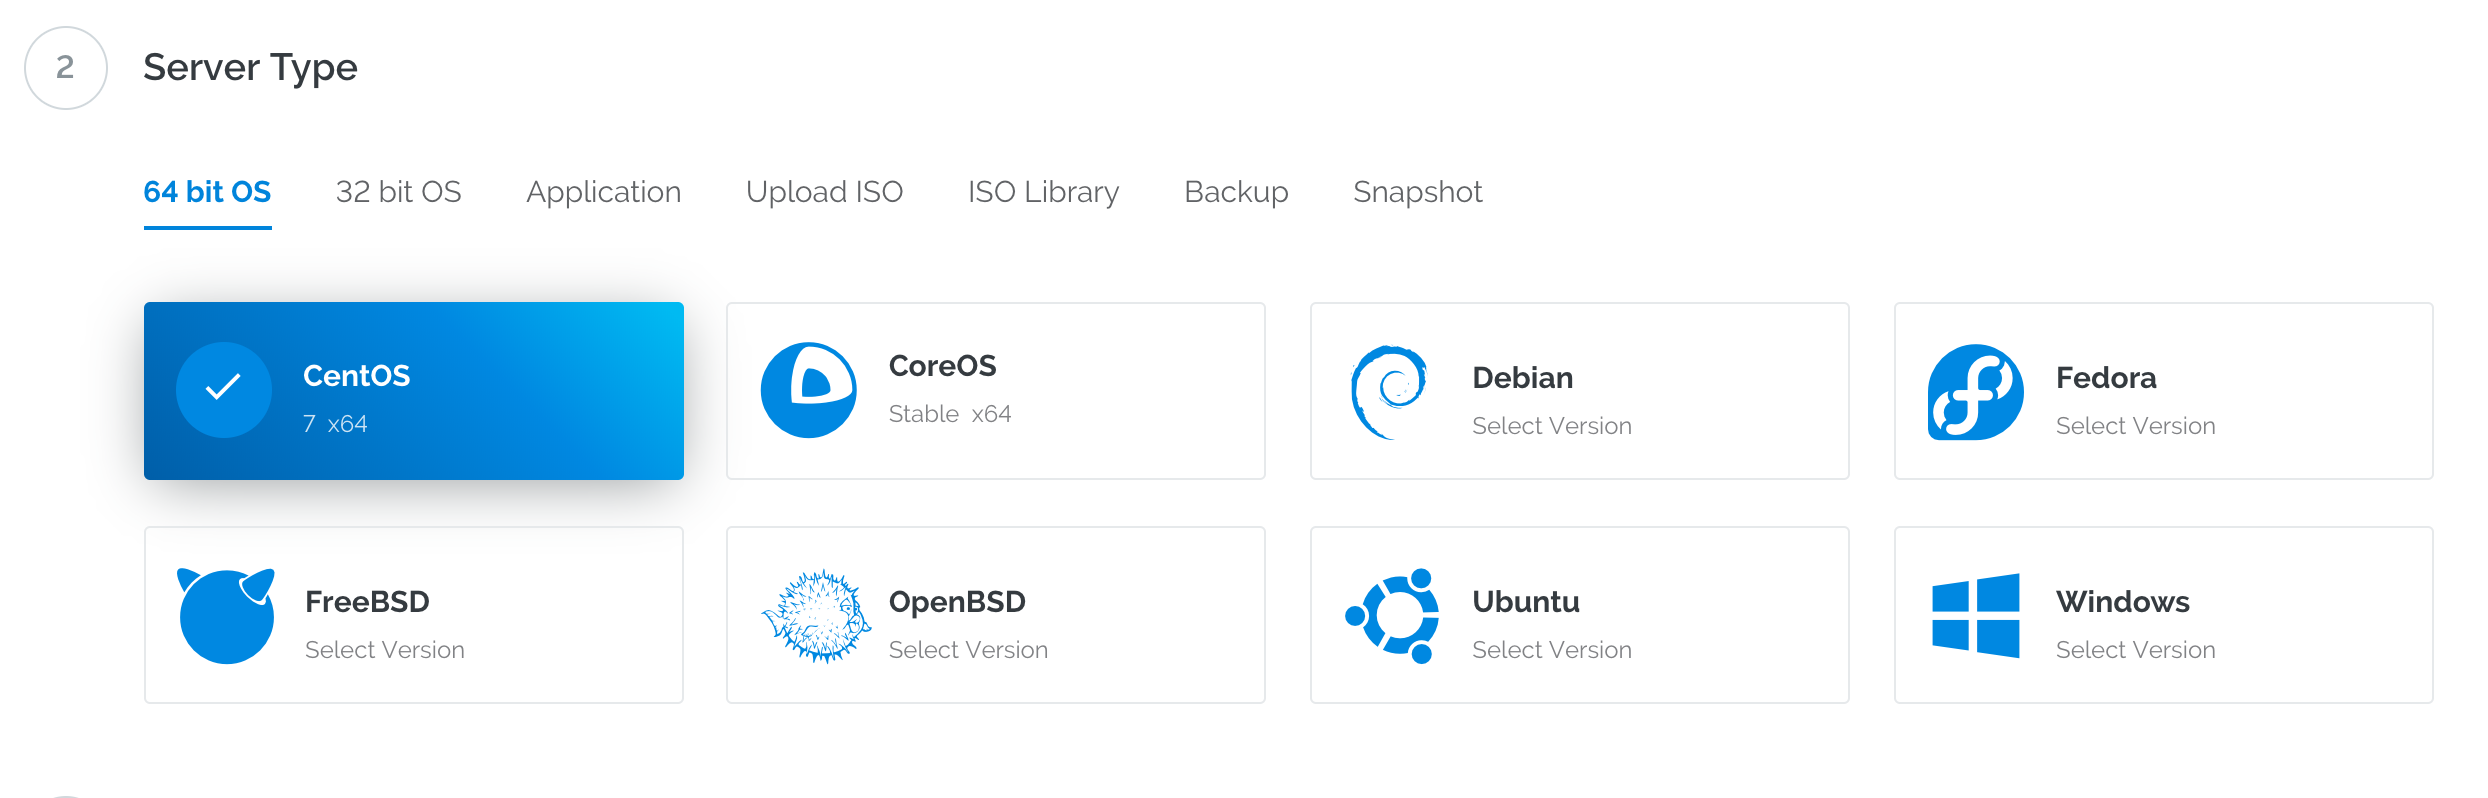 2
Server Type
64 bit OS
32 bit OS
Application
Upload ISO
ISO Library
Backup
Snapshot
CentOS
7 x64
CoreOS
Stable x64
Debian
Select Version
Fedora
Select Version
FreeBSD
Select Version
OpenBSD
Select Version
Ubuntu
Select Version
Windows
Select Version